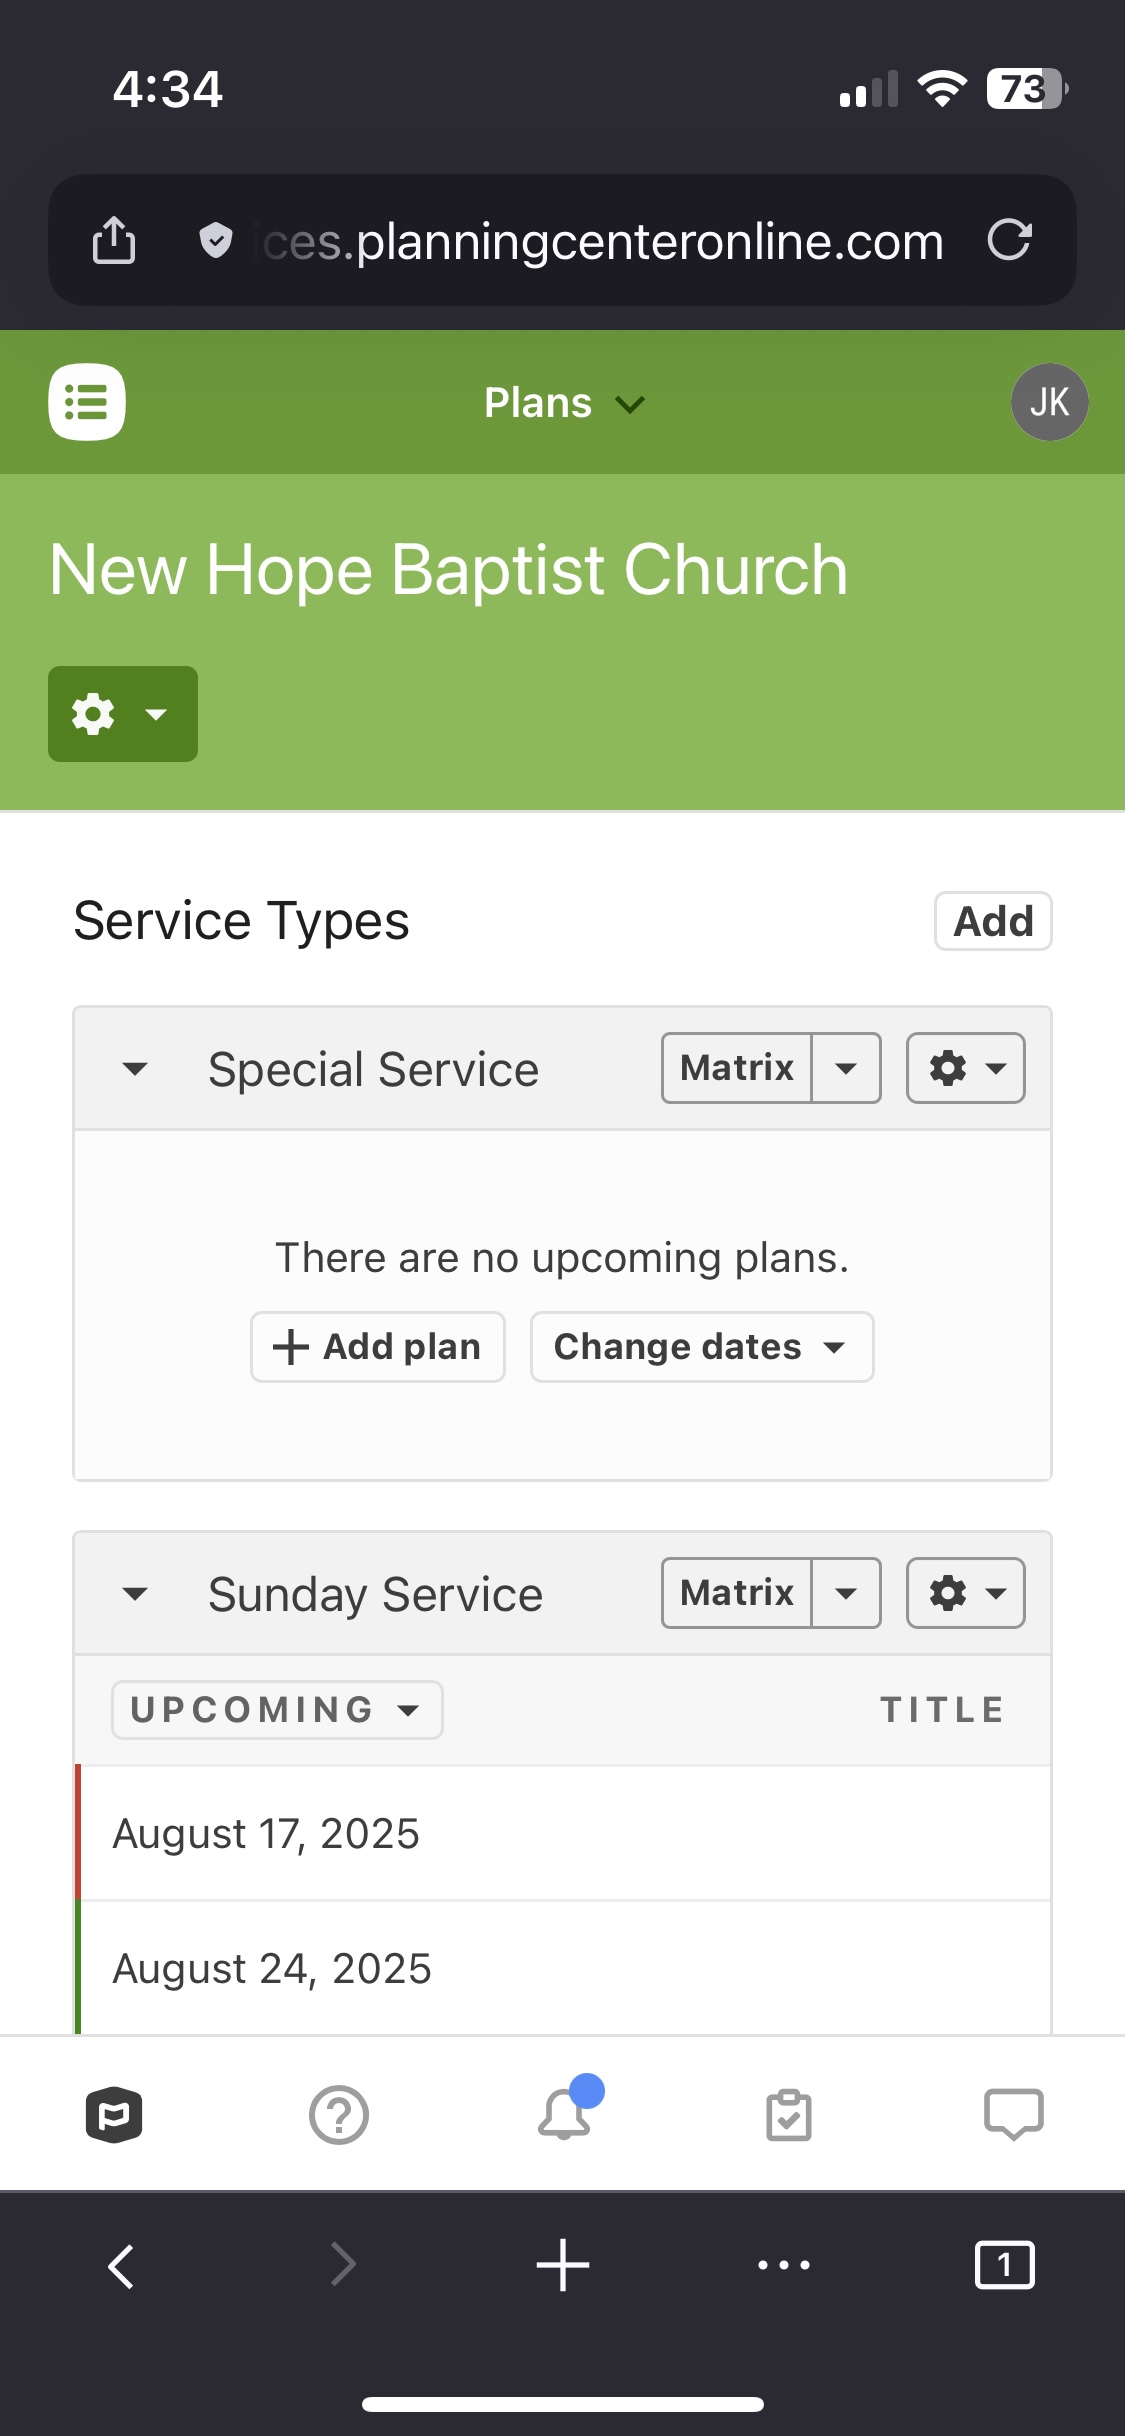 4:34
73
ices.planningcenteronline.com
Plans
JK
New Hope Baptist Church
Service Types
Add
Special Service
Matrix
There are no upcoming plans.
Add plan
Change dates
Sunday Service
Matrix
UPCOMING
TITLE
August 17, 2025
August 24, 2025
1